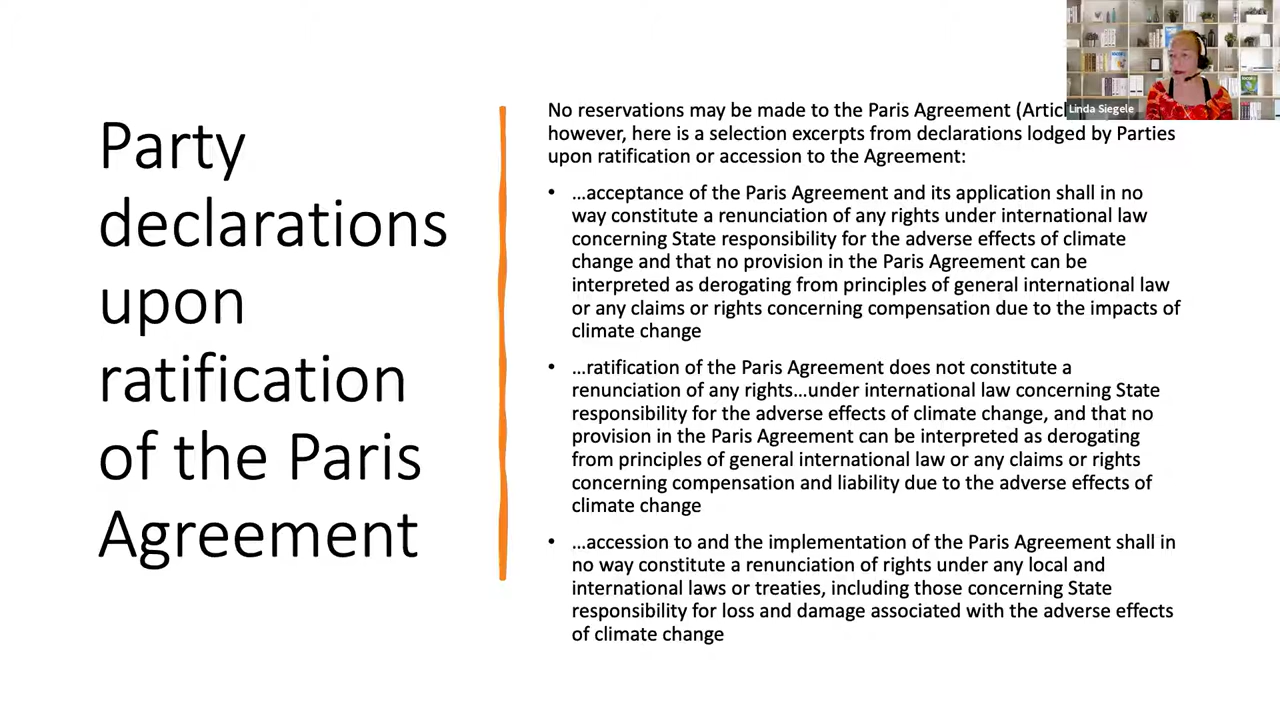 Party
declarations
upon
ratification
of the Paris
Agreement
No reservations may be made to the Paris Agreement
however, here is a selection excerpts from declarations lodged by Parties
upon ratification or accession to the Agreement:
• …acceptance of the Paris Agreement and its application shall in no
way constitute a renunciation of any rights under international law
concerning State responsibility for the adverse effects of climate
change and that no provision in the Paris Agreement can be
interpreted as derogating from principles of general international law
or any claims or rights concerning compensation due to the impacts of
climate change
• …ratification of the Paris Agreement does not constitute a
renunciation of any rights…under international law concerning State
responsibility for the adverse effects of climate change, and that no
provision in the Paris Agreement can be interpreted as derogating
from principles of general international law or any claims or rights
concerning compensation and liability due to the adverse effects of
climate change
• …accession to and the implementation of the Paris Agreement shall in
no way constitute a renunciation of rights under any local and
international laws or treaties, including those concerning State
responsibility for loss and damage associated with the adverse effects
of climate change
Linda Siegele